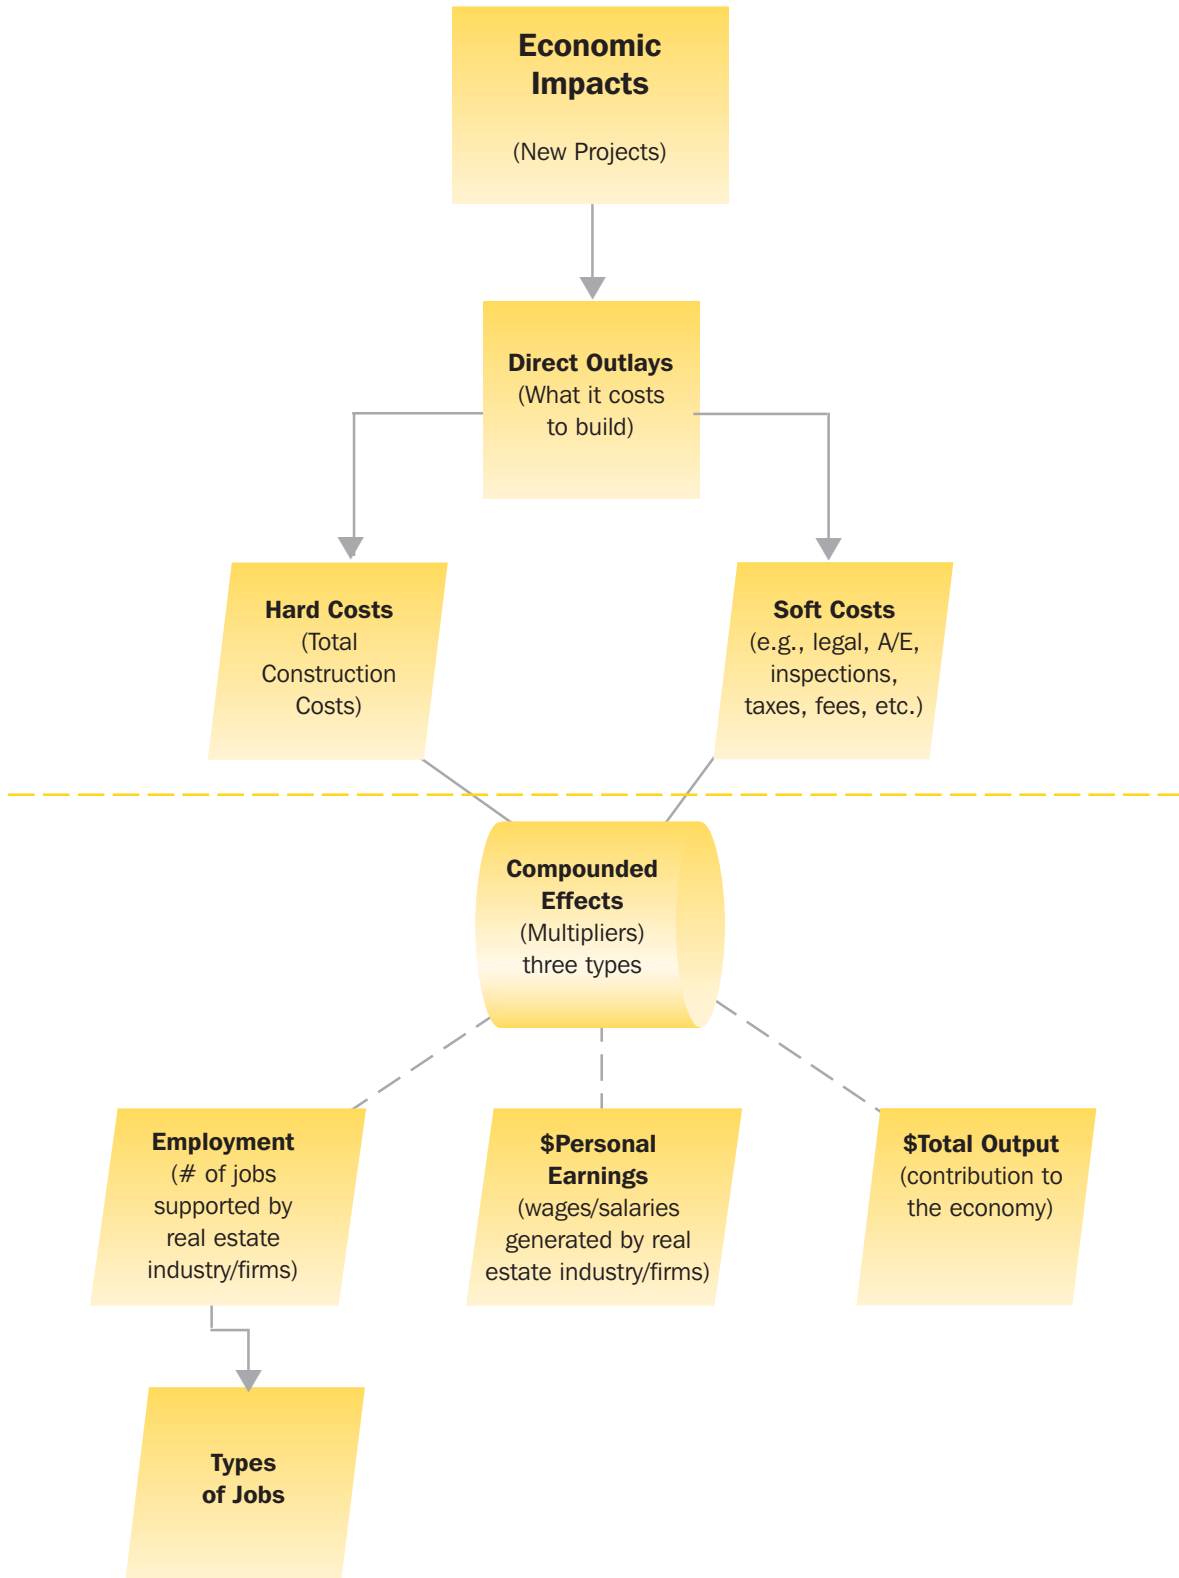 Economic
Impacts
(New Projects)
Direct Outlays
(What it costs
to build)
Hard Costs
(Total
Construction
Costs)
Soft Costs
(e.g., legal, A/E,
inspections,
taxes, fees, etc.)
Compounded
Effects
(Multipliers)
three types
Employment
(# of jobs
supported by
real estate
industry/firms)
$Personal
Earnings
(wages/salaries
generated by real
estate industry/firms)
$Total Output
(contribution to
the economy)
Types
of Jobs